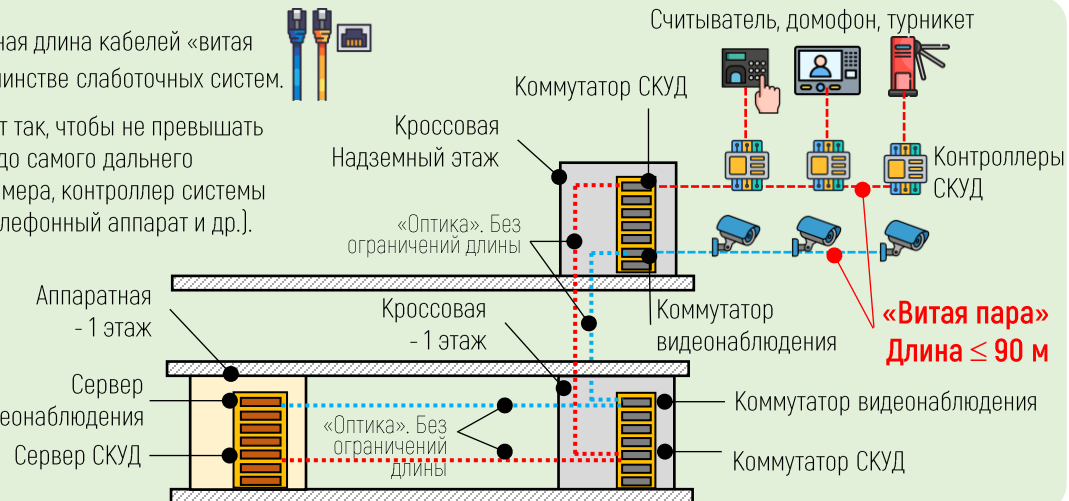 ная длина кабелей «витая
инстве слаботочных систем.
т так, чтобы не превышать
до самого дальнего
мера, контроллер системы
лефонный аппарат и др.).
Считыватель, домофон, турникет
Коммутатор СКУД
Кроссовая
Надземный этаж
Контроллеры
СКУД
«Оптика». Без
ограничений длины
Аппаратная
- 1 этаж
Кроссовая
- 1 этаж
Коммутатор
видеонаблюдения
«Витая пара»
Длина ≤ 90 м
Сервер
еонаблюдения
Сервер СКУД
«Оптика». Без
ограничений
длины
Коммутатор видеонаблюдения
Коммутатор СКУД